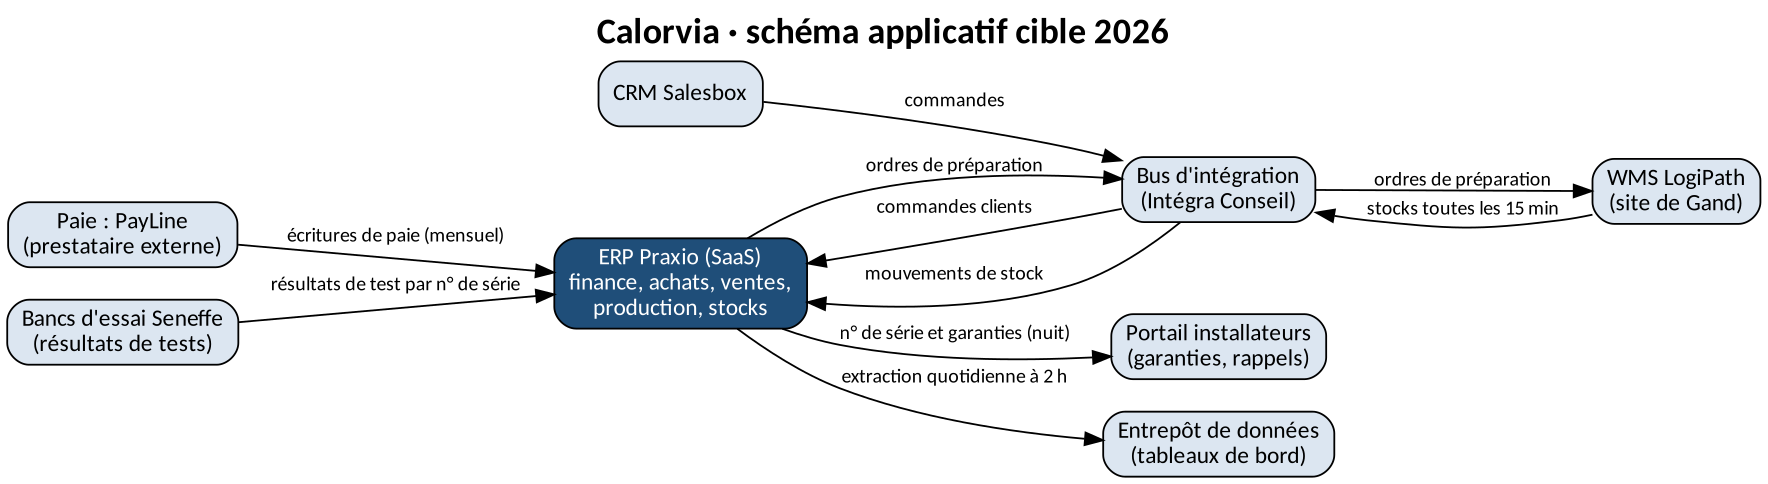 Calorvia · schéma applicatif cible 2026
CRM Salesbox
commandes
ordres de préparation
Bus d'intégration
(Intégra Conseil)
ordres de préparation
stocks toutes les 15 min
WMS LogiPath
(site de Gand)
commandes clients
mouvements de stock
Paie : PayLine
(prestataire externe)
écritures de paie (mensuel)
ERP Praxio (SaaS)
finance, achats, ventes,
production, stocks
résultats de test par n° de série
Bancs d'essai Seneffe
(résultats de tests)
n° de série et garanties (nuit)
Portail installateurs
(garanties, rappels)
extraction quotidienne à 2 h
Entrepôt de données
(tableaux de bord)